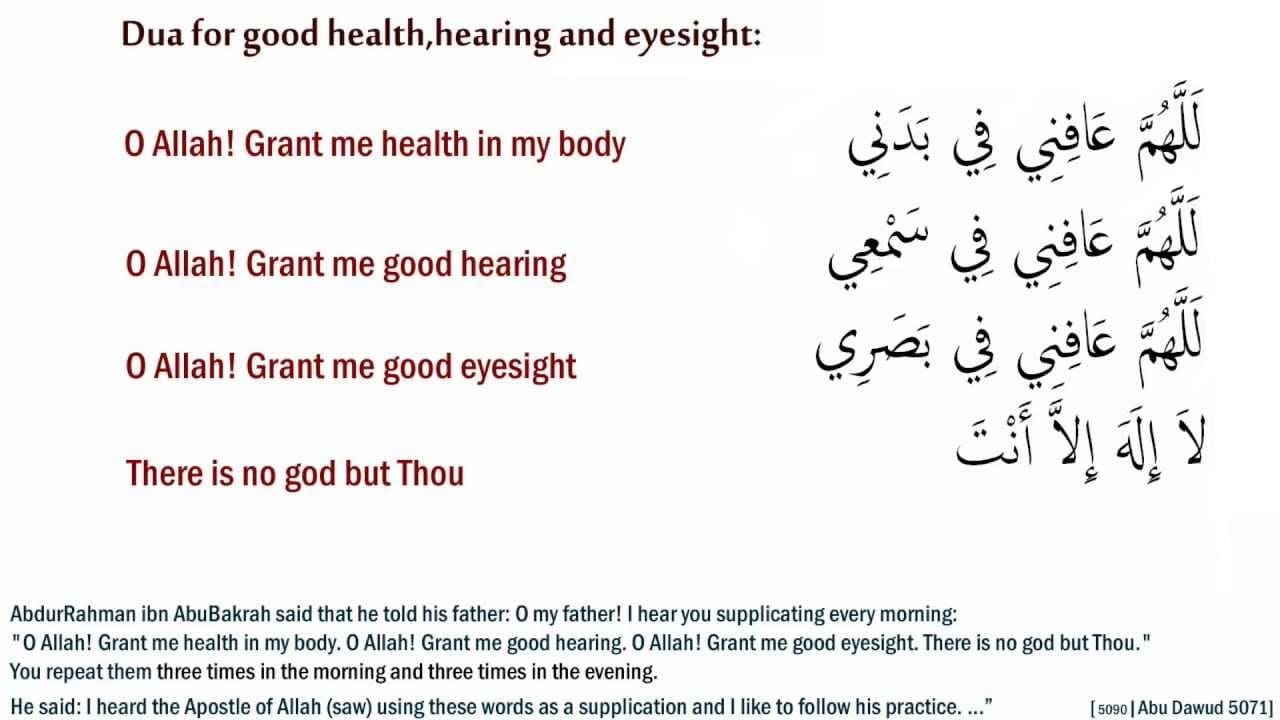 Dua for good health,hearing and eyesight:
O Allah! Grant me health in my body
لَلَّهُمَّ عَافِنِي فِي بَدَنِي
O Allah! Grant me good hearing
لَلَّهُمَّ عَافِنِي فِي سَمْعِي
O Allah! Grant me good eyesight
لَلَّهُمَّ عَافِنِي فِي بَصَرِي
There is no god but Thou
لاَ إِلَهَ إِلاَّ أَنْتَ
AbdurRahman ibn AbuBakrah said that he told his father: O my father! I hear you supplicating every morning:
"O Allah! Grant me health in my body. O Allah! Grant me good hearing. O Allah! Grant me good eyesight. There is no god but Thou."
You repeat them three times in the morning and three times in the evening.
He said: I heard the Apostle of Allah (saw) using these words as a supplication and I like to follow his practice. ...” [ 5090 | Abu Dawud 5071]